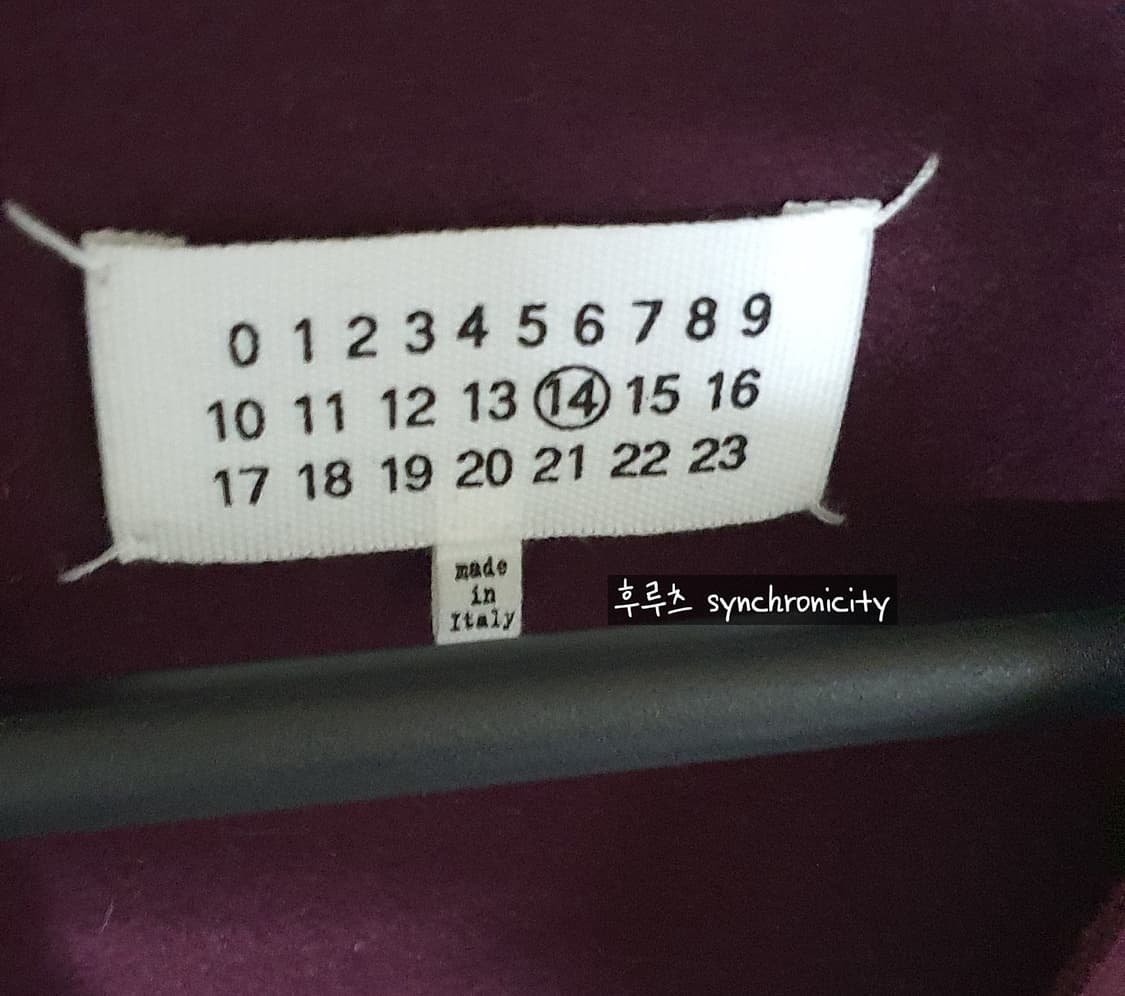 0 1 2 3 4 5 6 7 8 9
10 11 12 13 14 15 16
17 18 19 20 21 22 23
made
in
Italy
후루츠 synchronicity